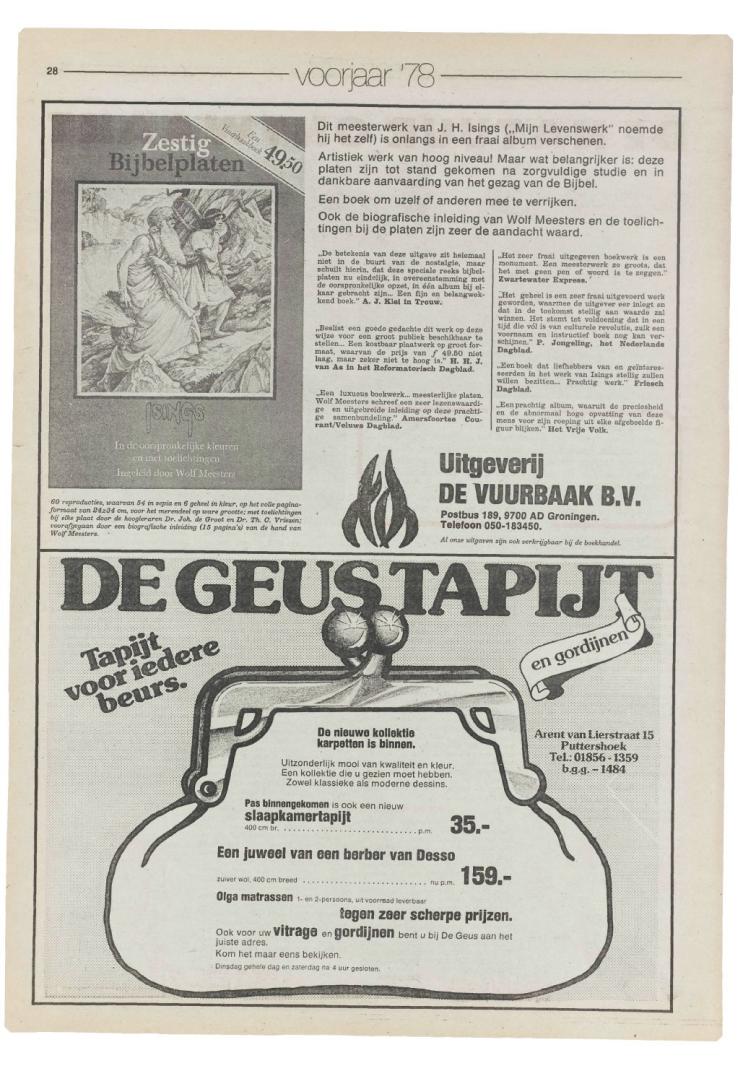 28
voorjaar '78
Zestig
Bijbelplaten
Een
Vuurbaakboek
49.50
ISINGS
In de oorspronkelijke kleuren
en met toelichtingen
Ingeleid door Wolf Meesters
60 reproducties, waarvan 54 in sepia en 6 geheel in kleur, op het volle pagina-
formaat van 24x34 cm, voor het merendeel op ware grootte; met toelichtingen
bij elke plaat door de hoogleraren Dr. Joh. de Groot en Dr. Th. C. Vriezen;
voorafgegaan door een biografische inleiding (15 pagina's) van de hand van
Wolf Meesters.
Dit meesterwerk van J. H. Isings („Mijn Levenswerk" noemde
hij het zelf) is onlangs in een fraai album verschenen.
Artistiek werk van hoog niveau! Maar wat belangrijker is: deze
platen zijn tot stand gekomen na zorgvuldige studie en in
dankbare aanvaarding van het gezag van de Bijbel.
Een boek om uzelf of anderen mee te verrijken.
Ook de biografische inleiding van Wolf Meesters en de toelich-
tingen bij de platen zijn zeer de aandacht waard.
„De betekenis van deze uitgave zit helemaal
niet in de buurt van de nostalgie, maar
schuilt hierin, dat deze speciale reeks bijbel-
platen nu eindelijk, in overeenstemming met
de oorspronkelijke opzet, in één album bij el-
kaar gebracht zijn... Een fijn en belangwek-
kend boek." A. J. Klei in Trouw.
„Beslist een goede gedachte dit werk op deze
wijze voor een groot publiek beschikbaar te
stellen... Een kostbaar plaatwerk op groot for-
maat, waarvan de prijs van ƒ 49.50 niet
laag, maar zeker niet te hoog is." H. H. J.
van As in het Reformatorisch Dagblad.
„Een luxueus boekwerk... meesterlijke platen.
Wolf Meesters schreef een zeer lezenswaardi-
ge en uitgebreide inleiding op deze prachti-
ge samenbundeling." Amersfoortse Cou-
rant/Veluws Dagblad.
„Het zeer fraai uitgegeven boekwerk is een
monument. Een meesterwerk zo groots, dat
het met geen pen of woord is te zeggen."
Zwartewater Express.
„Het geheel is een zeer fraai uitgevoerd werk
geworden, waarmee de uitgever eer inlegt en
dat in de toekomst stellig aan waarde zal
winnen. Het stemt tot voldoening dat in een
tijd die vól is van culturele revolutie, zulk een
voornaam en instructief boek nog kan ver-
schijnen." P. Jongeling, het Nederlands
Dagblad.
„Een boek dat liefhebbers van en geïnteres-
seerden in het werk van Isings stellig zullen
willen bezitten... Prachtig werk." Friesch
Dagblad.
„Een prachtig album, waaruit de preciesheid
en de abnormaal hoge opvatting van deze
mens voor zijn roeping uit elke afgebeelde fi-
guur blijken." Het Vrije Volk.
Uitgeverij
DE VUURBAAK B.V.
Postbus 189, 9700 AD Groningen.
Telefoon 050-183450.
Al onze uitgaven zijn ook verkrijgbaar bij de boekhandel.
DE GEUS TAPIJT
en gordijnen
Tapijt
voor iedere
beurs.
Arent van Lierstraat 15
Puttershoek
Tel.: 01856 - 1359
b.g.g. – 1484
De nieuwe kollektie
karpetten is binnen.
Uitzonderlijk mooi van kwaliteit en kleur.
Een kollektie die u gezien moet hebben.
Zowel klassieke als moderne dessins.
Pas binnengekomen is ook een nieuw
slaapkamertapijt
400 cm br. .............................. p.m. 35.-
Een juweel van een berber van Desso
zuiver wol, 400 cm breed .............................. nu p.m. 159.-
Olga matrassen 1- en 2-persoons, uit voorraad leverbaar
tegen zeer scherpe prijzen.
Ook voor uw vitrage en gordijnen bent u bij De Geus aan het
juiste adres.
Kom het maar eens bekijken.
Dinsdag gehele dag en zaterdag na 4 uur gesloten.